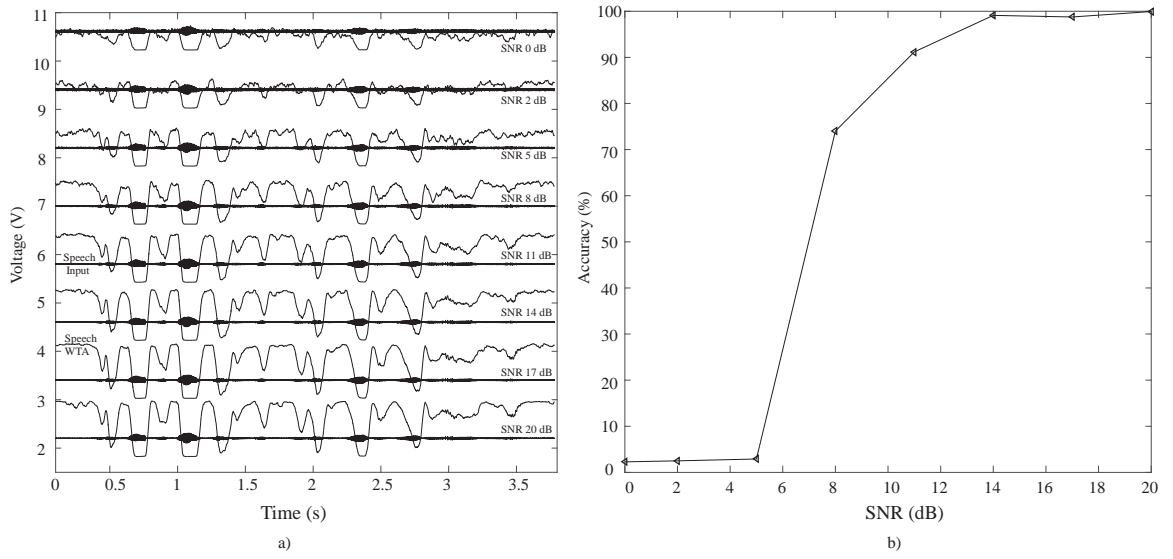 11
10
9
8
7
6
5
4
3
2
Voltage (V)
SNR 0 dB
SNR 2 dB
SNR 5 dB
SNR 8 dB
SNR 11 dB
Speech
Input
SNR 14 dB
Speech
WTA
SNR 17 dB
SNR 20 dB
0
0.5
1
1.5
2
2.5
3
3.5
Time (s)
a)
100
90
80
70
60
50
40
30
20
10
0
Accuracy (%)
0
2
4
6
8
10
12
14
16
18
20
SNR (dB)
b)